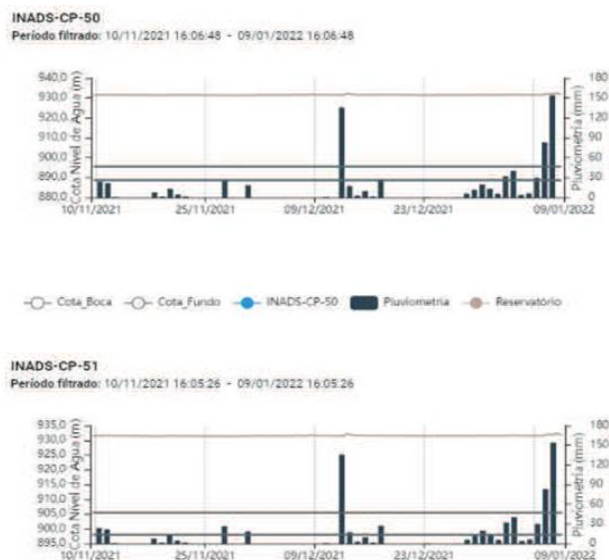 INADS-CP-50
Período filtrado: 10/11/2021 16:06:48 - 09/01/2022 16:06:48
Cota Nível de Água (m)
940,0
930,0
920,0
910,0
900,0
890,0
880,0
Pluviometria (mm)
180
150
120
90
60
30
0
10/11/2021 25/11/2021 09/12/2021 23/12/2021 09/01/2022
Cota_Boca Cota_Fundo INADS-CP-50 Pluviometria Reservatório
INADS-CP-51
Período filtrado: 10/11/2021 16:05:26 - 09/01/2022 16:05:26
Cota Nível de Água (m)
935,0
930,0
925,0
920,0
915,0
910,0
905,0
900,0
895,0
Pluviometria (mm)
180
150
120
90
60
30
0
10/11/2021 25/11/2021 09/12/2021 23/12/2021 09/01/2022